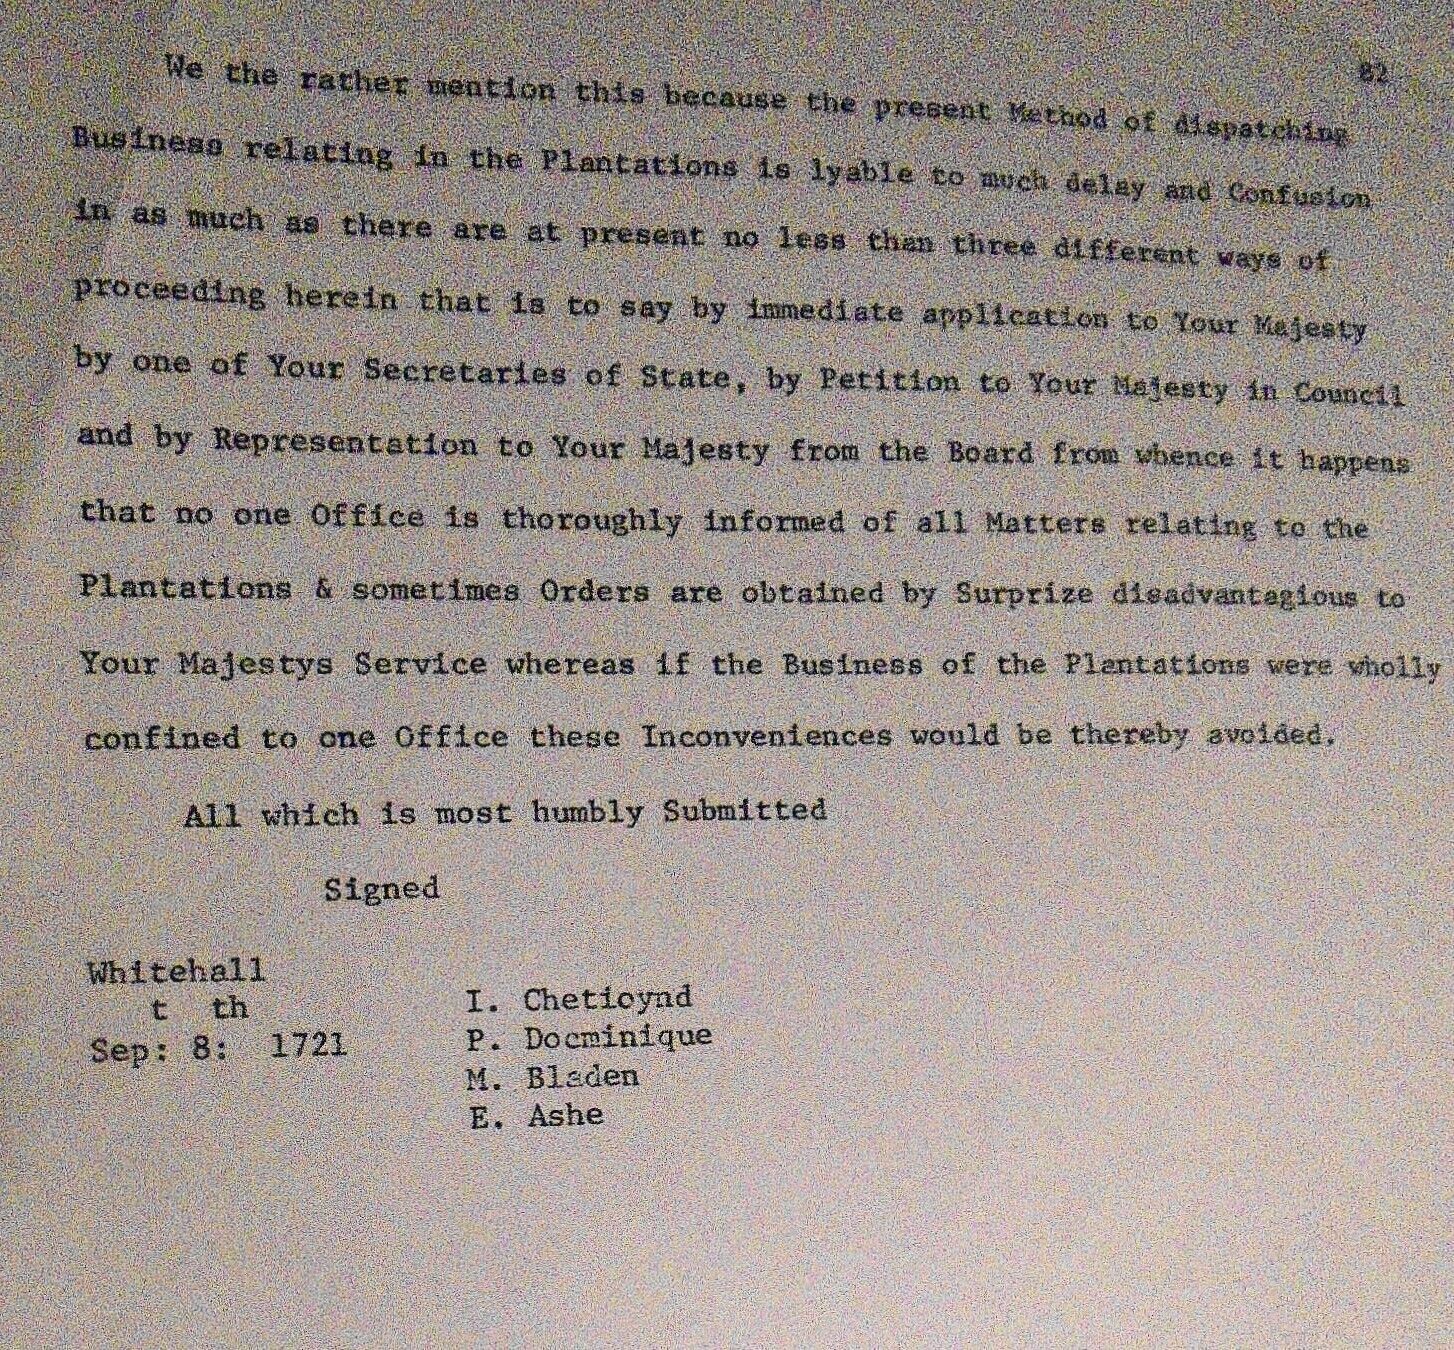 82
We the rather mention this because the present Method of dispatching
Business relating in the Plantations is lyable to much delay and Confusion
in as much as there are at present no less than three different ways of
proceeding herein that is to say by immediate application to Your Majesty
by one of Your Secretaries of State, by Petition to Your Majesty in Council
and by Representation to Your Majesty from the Board from whence it happens
that no one Office is thoroughly informed of all Matters relating to the
Plantations & sometimes Orders are obtained by Surprize disadvantagious to
Your Majestys Service whereas if the Business of the Plantations were wholly
confined to one Office these Inconveniences would be thereby avoided.
All which is most humbly Submitted
Signed
Whitehall
t th
Sep: 8: 1721
I. Cheticynd
P. Docminique
M. Bladen
E. Ashe